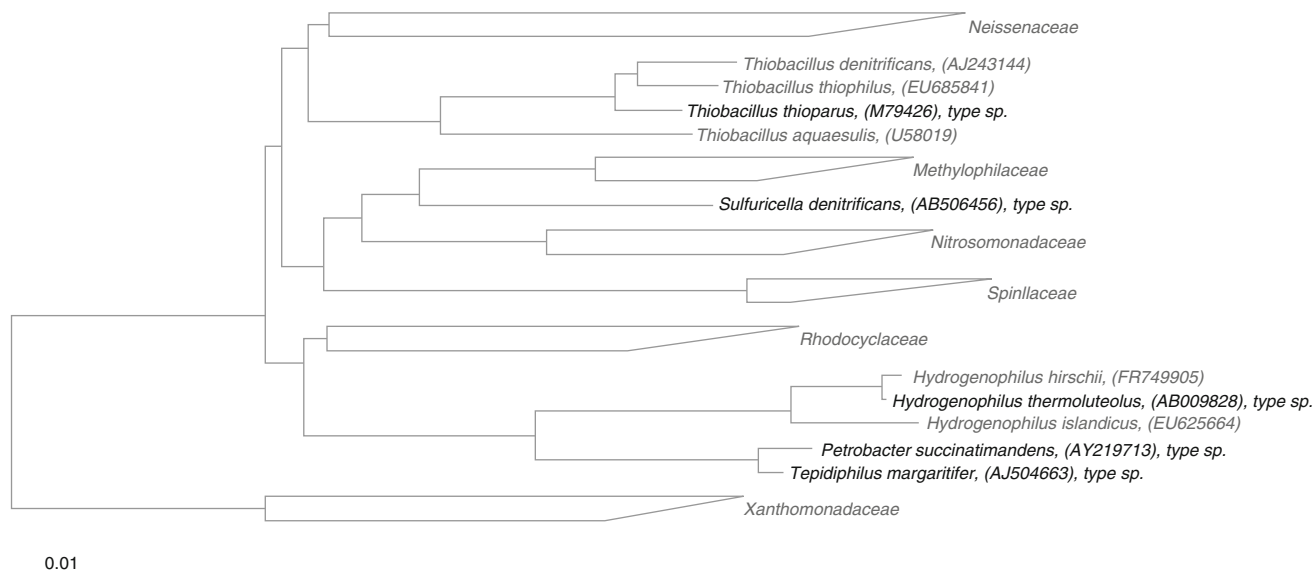 Neissenaceae
Thiobacillus denitrificans, (AJ243144)
Thiobacillus thiophilus, (EU685841)
Thiobacillus thioparus, (M79426), type sp.
Thiobacillus aquaesulis, (U58019)
Methylophilaceae
Sulfuricella denitrificans, (AB506456), type sp.
Nitrosomonadaceae
Spinllaceae
Rhodocyclaceae
Hydrogenophilus hirschii, (FR749905)
Hydrogenophilus thermoluteolus, (AB009828), type sp.
Hydrogenophilus islandicus, (EU625664)
Petrobacter succinatimandens, (AY219713), type sp.
Tepidiphilus margaritifer, (AJ504663), type sp.
Xanthomonadaceae
0.01